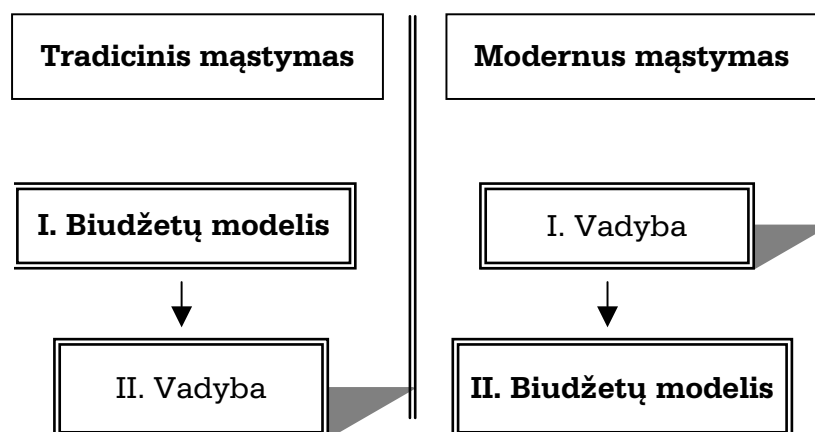 Tradicinis mąstymas
Modernus mąstymas
I. Biudžetų modelis
I. Vadyba
II. Vadyba
II. Biudžetų modelis